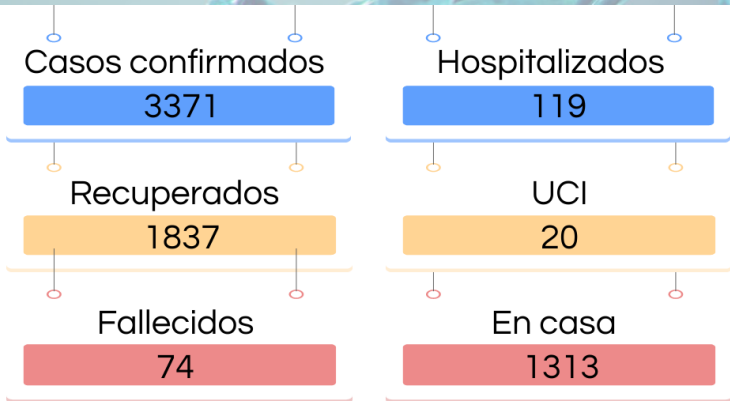 Casos confirmados
3371
Hospitalizados
119
Recuperados
1837
UCI
20
Fallecidos
74
En casa
1313